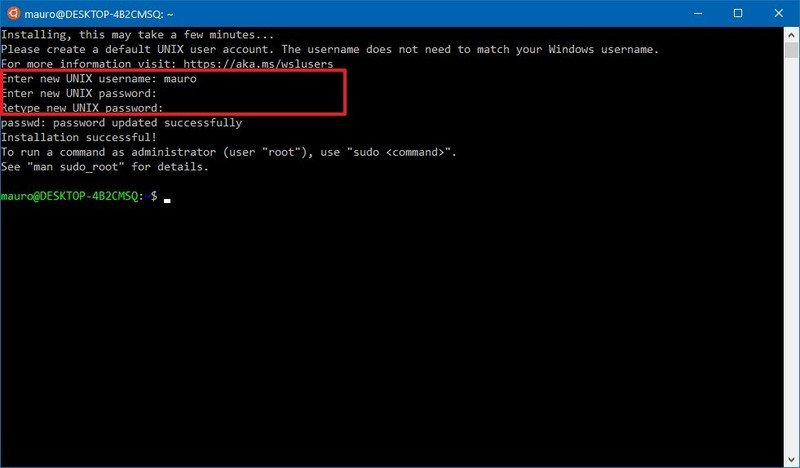 mauro@DESKTOP-4B2CMSQ: ~
Installing, this may take a few minutes...
Please create a default UNIX user account. The username does not need to match your Windows username.
For more information visit: https://aka.ms/wslusers
Enter new UNIX username: mauro
Enter new UNIX password:
Retype new UNIX password:
passwd: password updated successfully
Installation successful!
To run a command as administrator (user "root"), use "sudo <command>".
See "man sudo_root" for details.
mauro@DESKTOP-4B2CMSQ:~$